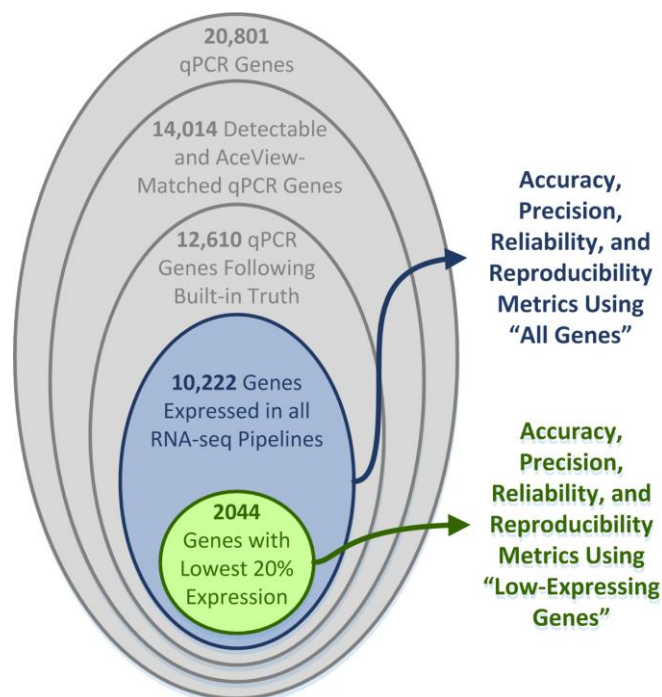 20,801
qPCR Genes
14,014 Detectable
and AceView-
Matched qPCR Genes
12,610 qPCR
Genes Following
Built-in Truth
10,222 Genes
Expressed in all
RNA-seq Pipelines
2044
Genes with
Lowest 20%
Expression
Accuracy,
Precision,
Reliability, and
Reproducibility
Metrics Using
“All Genes”
Accuracy,
Precision,
Reliability, and
Reproducibility
Metrics Using
“Low-Expressing
Genes”